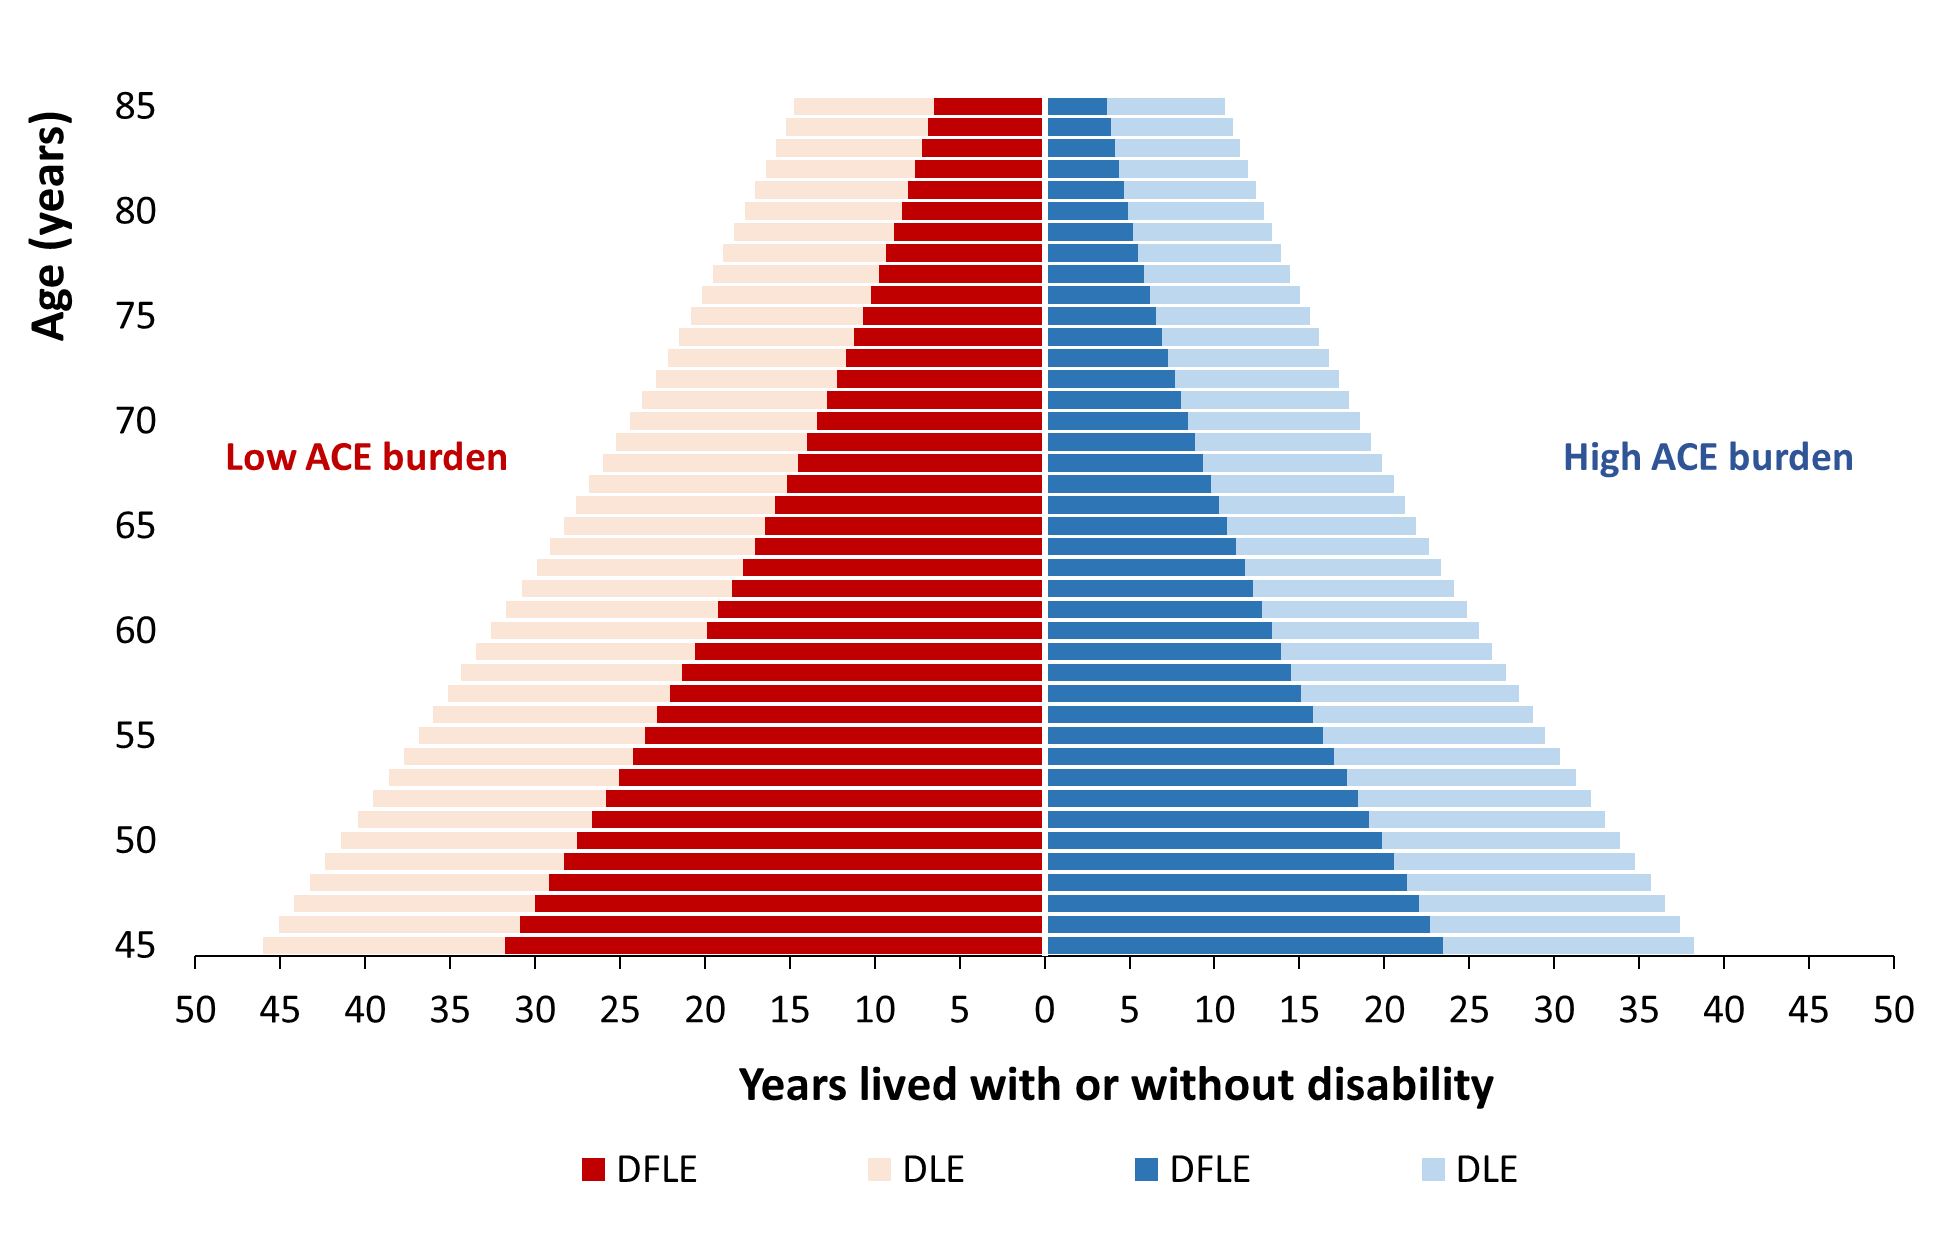 Age (years)
85
80
75
70
65
60
55
50
45
Low ACE burden
High ACE burden
50 45 40 35 30 25 20 15 10 5 0 5 10 15 20 25 30 35 40 45 50
Years lived with or without disability
DFLE DLE DFLE DLE